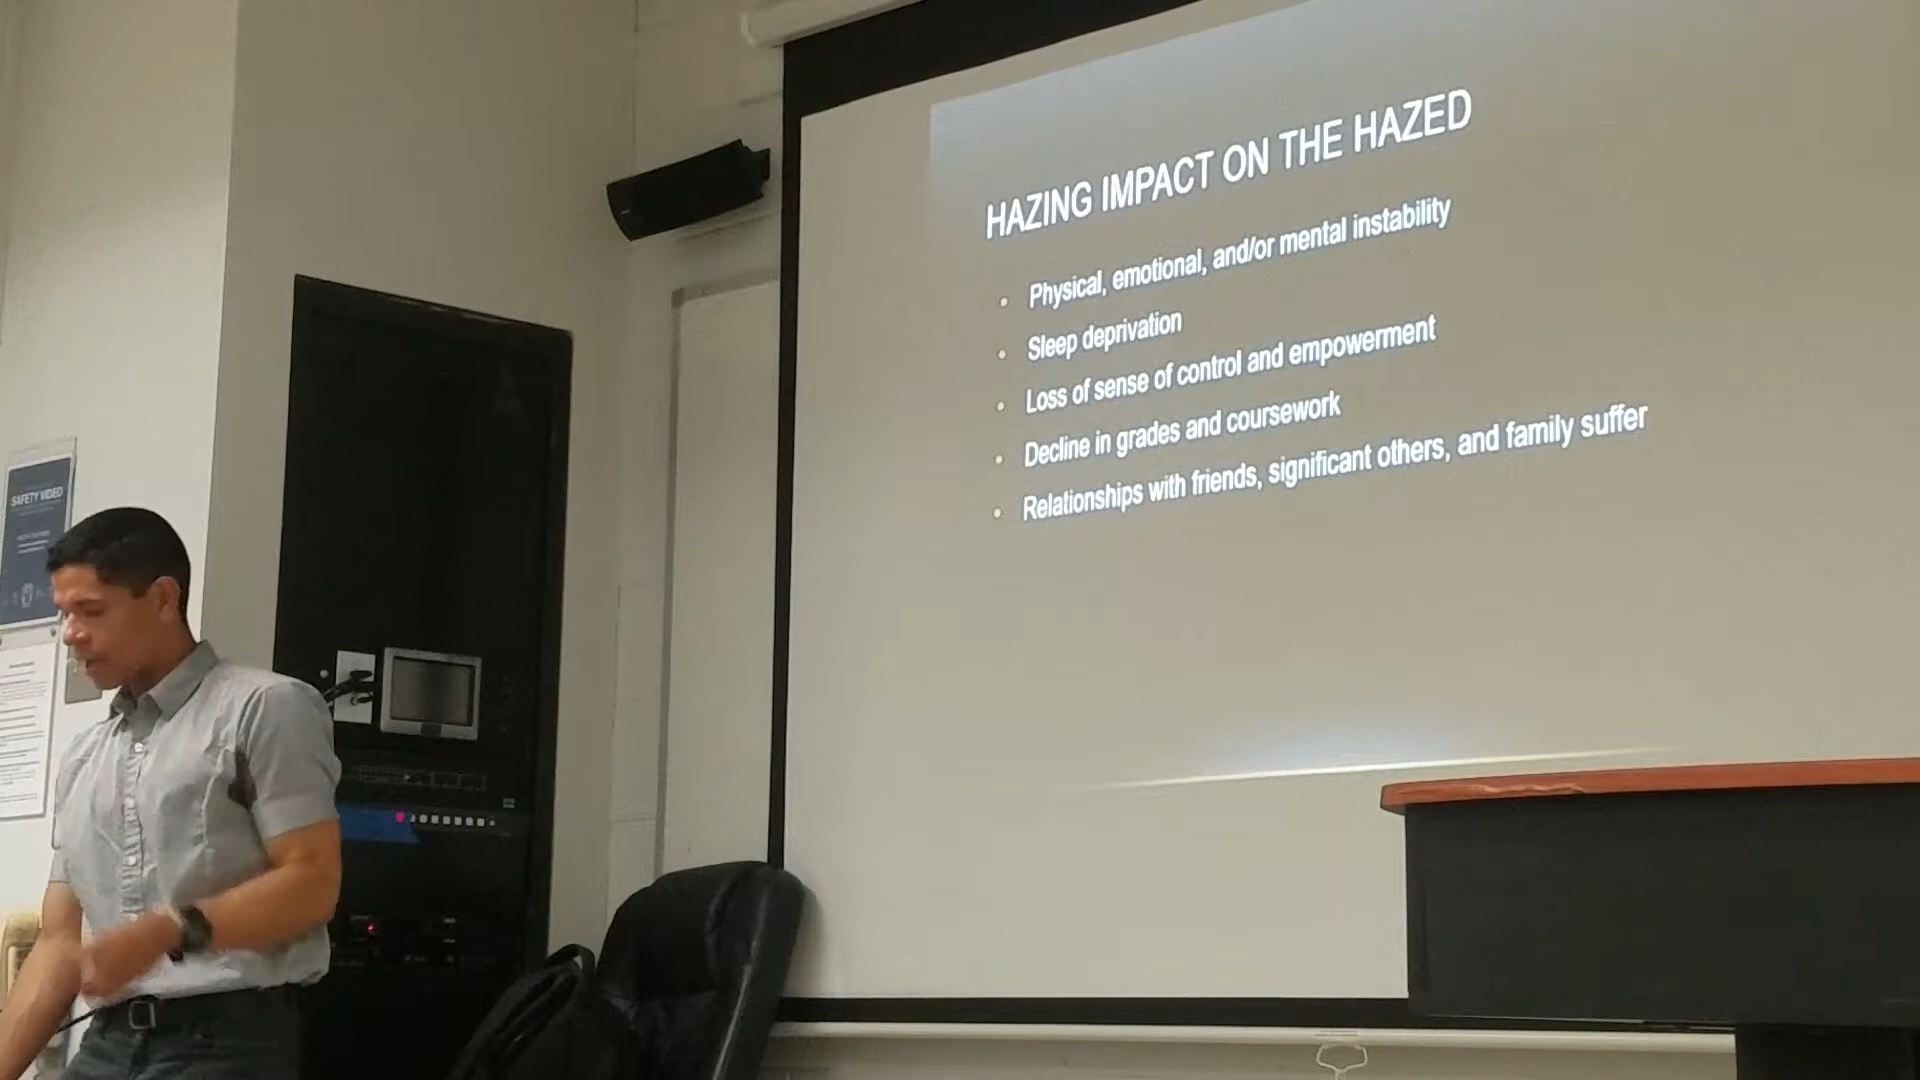 HAZING IMPACT ON THE HAZED
• Physical, emotional, and/or mental instability
• Sleep deprivation
• Loss of sense of control and empowerment
• Decline in grades and coursework
• Relationships with friends, significant others, and family suffer
SAFETY VIDEO